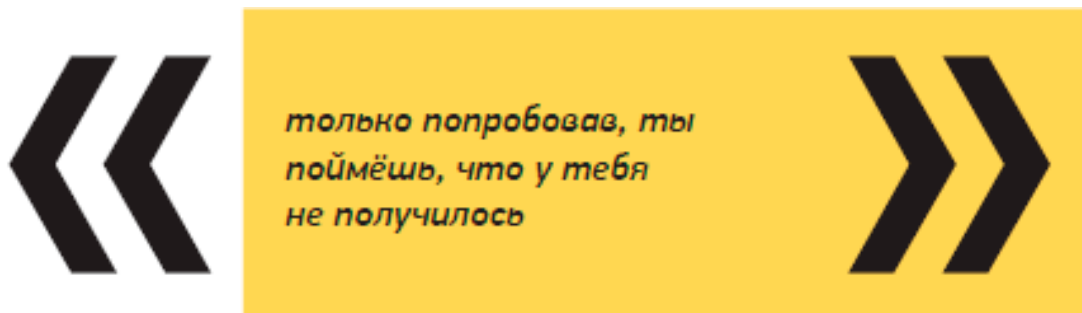 только попробовав, ты
поймёшь, что у тебя
не получилось